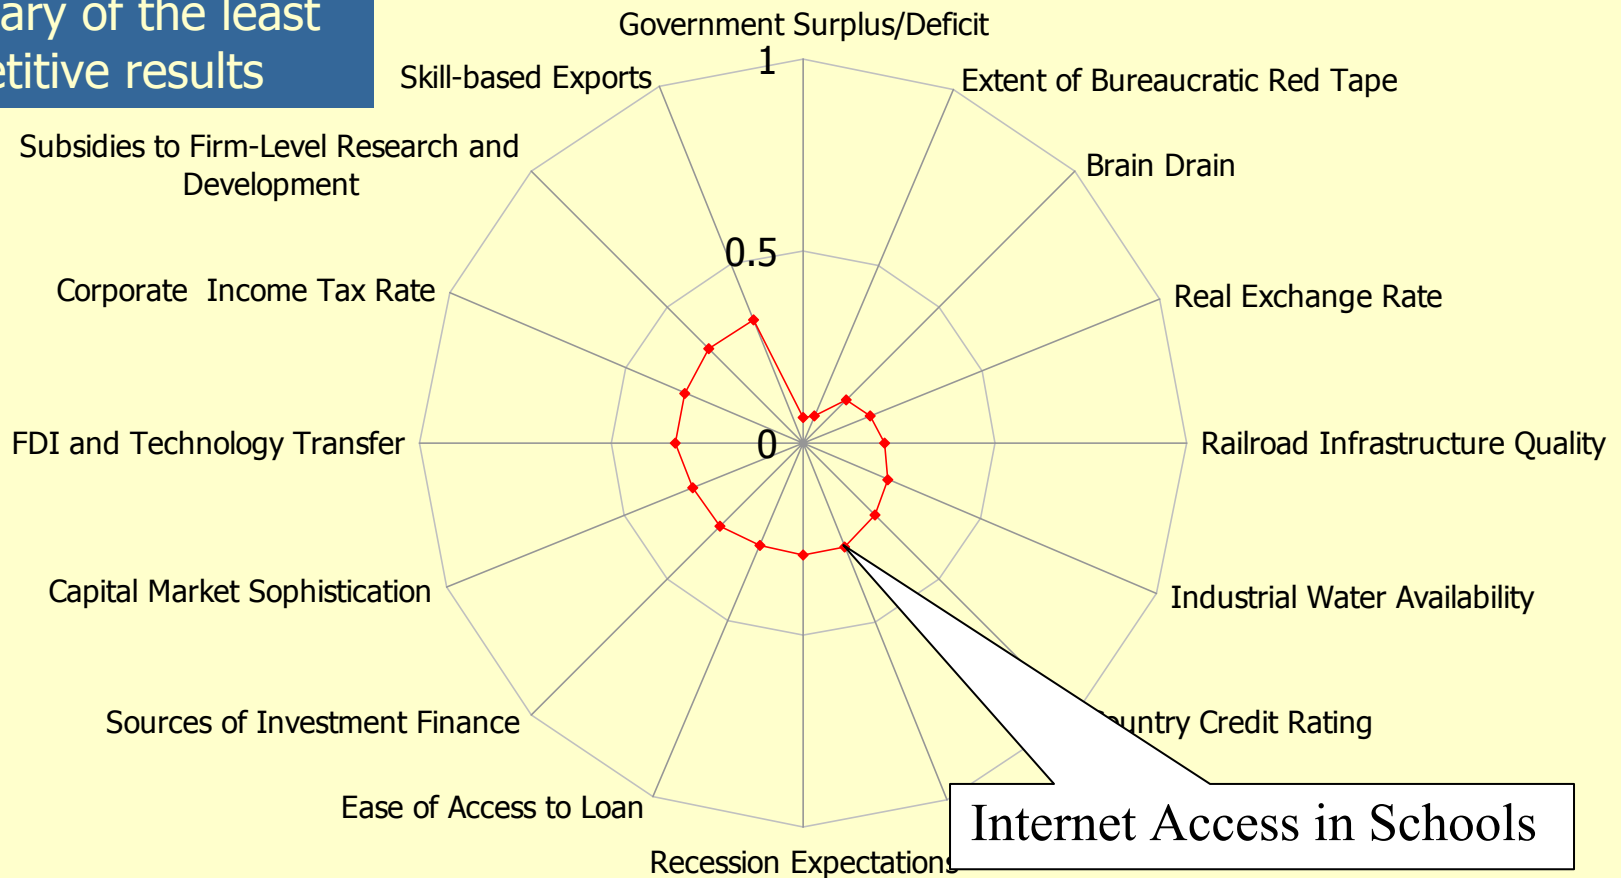 ary of the least
etitive results
Government Surplus/Deficit
1
Skill-based Exports
Extent of Bureaucratic Red Tape
Subsidies to Firm-Level Research and
Development
Brain Drain
0.5
Corporate  Income Tax Rate
Real Exchange Rate
FDI and Technology Transfer
0
Railroad Infrastructure Quality
Capital Market Sophistication
Industrial Water Availability
Sources of Investment Finance
ountry Credit Rating
Ease of Access to Loan
Internet Access in Schools
Recession Expectations